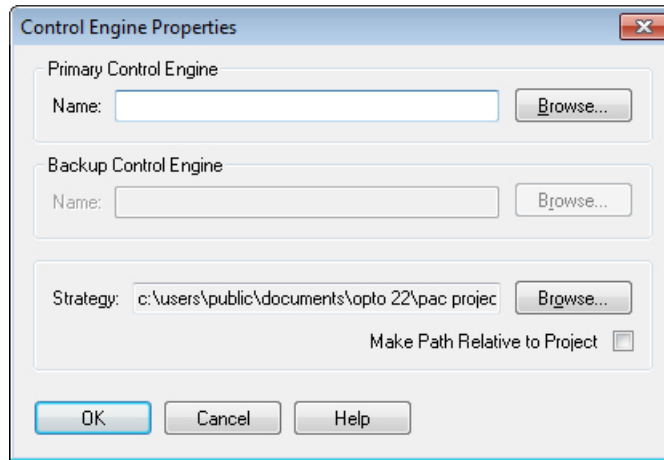 Control Engine Properties
Primary Control Engine
Name:
Browse...
Backup Control Engine
Name:
Browse...
Strategy: c:\users\public\documents\opto 22\pac projec
Browse...
Make Path Relative to Project
OK
Cancel
Help